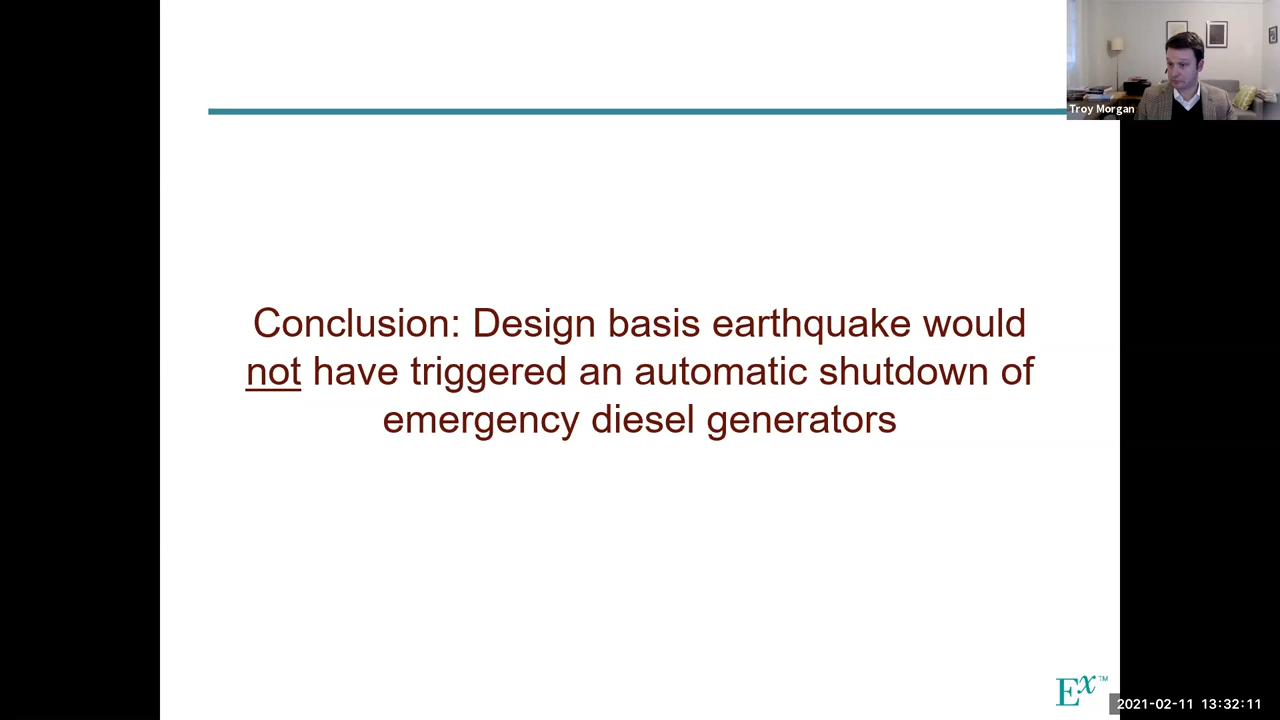 Troy Morgan
Conclusion: Design basis earthquake would
not have triggered an automatic shutdown of
emergency diesel generators
Ex™
2021-02-11 13:32:11